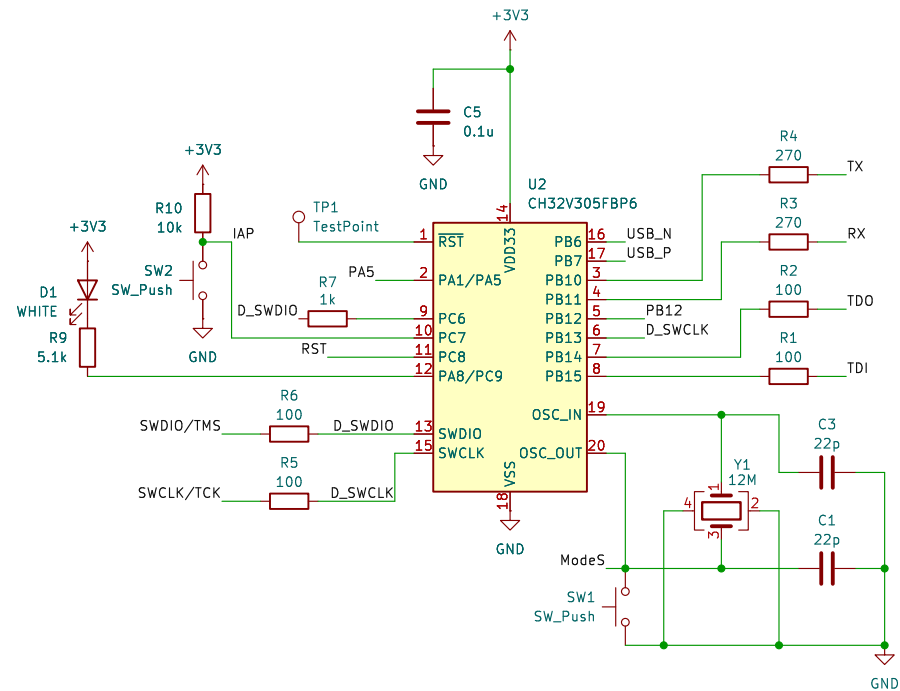 +3V3
C5
0.1u
GND
R4
270
TX
R3
270
RX
R2
100
TDO
R1
100
TDI
+3V3
R10
10k
IAP
SW2
SW_Push
GND
+3V3
D1
WHITE
R9
5.1k
TP1
TestPoint
PA5
R7
1k
D_SWDIO
RST
R6
100
SWDIO/TMS
D_SWDIO
R5
100
SWCLK/TCK
D_SWCLK
U2
CH32V305FBP6
14
VDD33
1
RST
2
PA1/PA5
9
PC6
10
PC7
11
PC8
12
PA8/PC9
13
SWDIO
15
SWCLK
PB6
16
USB_N
PB7
17
USB_P
PB10
3
PB11
4
PB12
5
PB12
PB13
6
D_SWCLK
PB14
7
PB15
8
OSC_IN
19
OSC_OUT
20
VSS
18
GND
C3
22p
Y1
12M
1
4
2
3
C1
22p
ModeS
SW1
SW_Push
GND